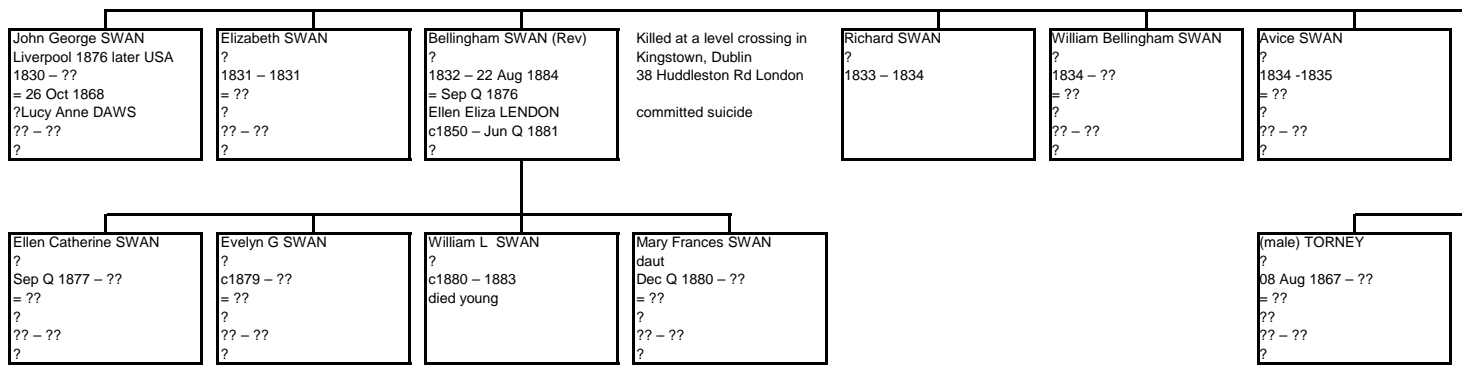 John George SWAN
Liverpool 1876 later USA
1830 – ??
= 26 Oct 1868
?Lucy Anne DAWS
?? – ??
?
Elizabeth SWAN
?
1831 – 1831
= ??
?
?? – ??
?
Bellingham SWAN (Rev)
?
1832 – 22 Aug 1884
= Sep Q 1876
Ellen Eliza LENDON
c1850 – Jun Q 1881
?
Killed at a level crossing in
Kingstown, Dublin
38 Huddleston Rd London
committed suicide
Richard SWAN
?
1833 – 1834
William Bellingham SWAN
?
1834 – ??
= ??
?
?? – ??
?
Avice SWAN
?
1834 -1835
= ??
?
?? – ??
?
Ellen Catherine SWAN
?
Sep Q 1877 – ??
= ??
?
?? – ??
?
Evelyn G SWAN
?
c1879 – ??
= ??
?
?? – ??
?
William L  SWAN
?
c1880 – 1883
died young
Mary Frances SWAN
daut
Dec Q 1880 – ??
= ??
?
?? – ??
?
(male) TORNEY
?
08 Aug 1867 – ??
= ??
??
?? – ??
?